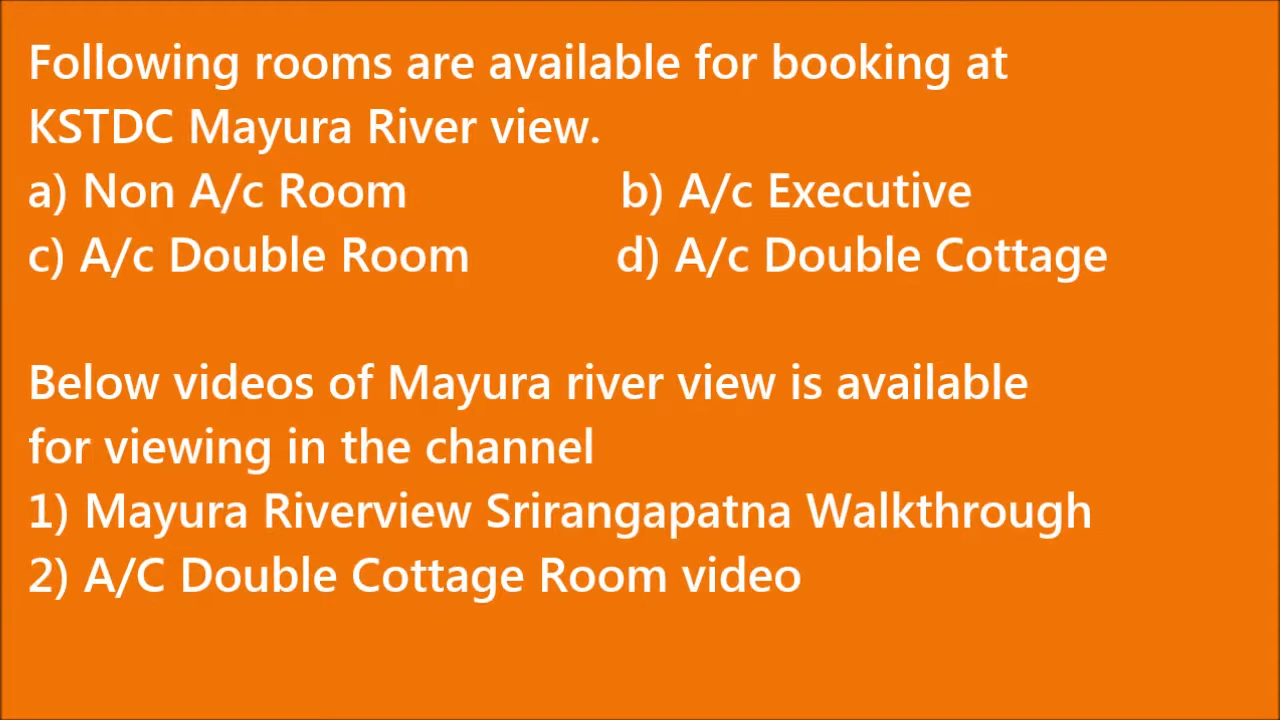 Following rooms are available for booking at
KSTDC Mayura River view.
a) Non A/c Room b) A/c Executive
c) A/c Double Room d) A/c Double Cottage
Below videos of Mayura river view is available
for viewing in the channel
1) Mayura Riverview Srirangapatna Walkthrough
2) A/C Double Cottage Room video